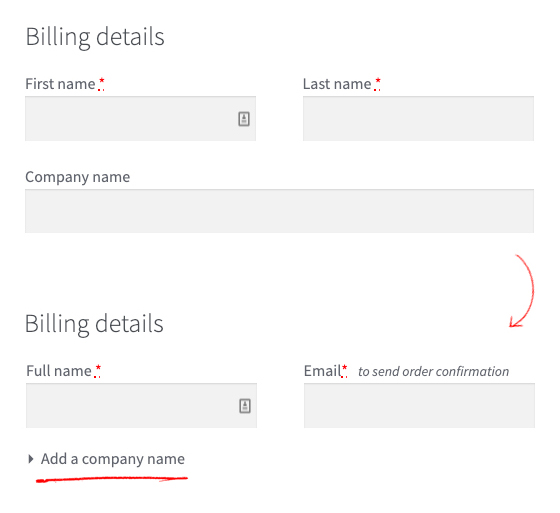 Billing details
First name *
Last name *
Company name
Billing details
Full name *
Email* to send order confirmation
Add a company name